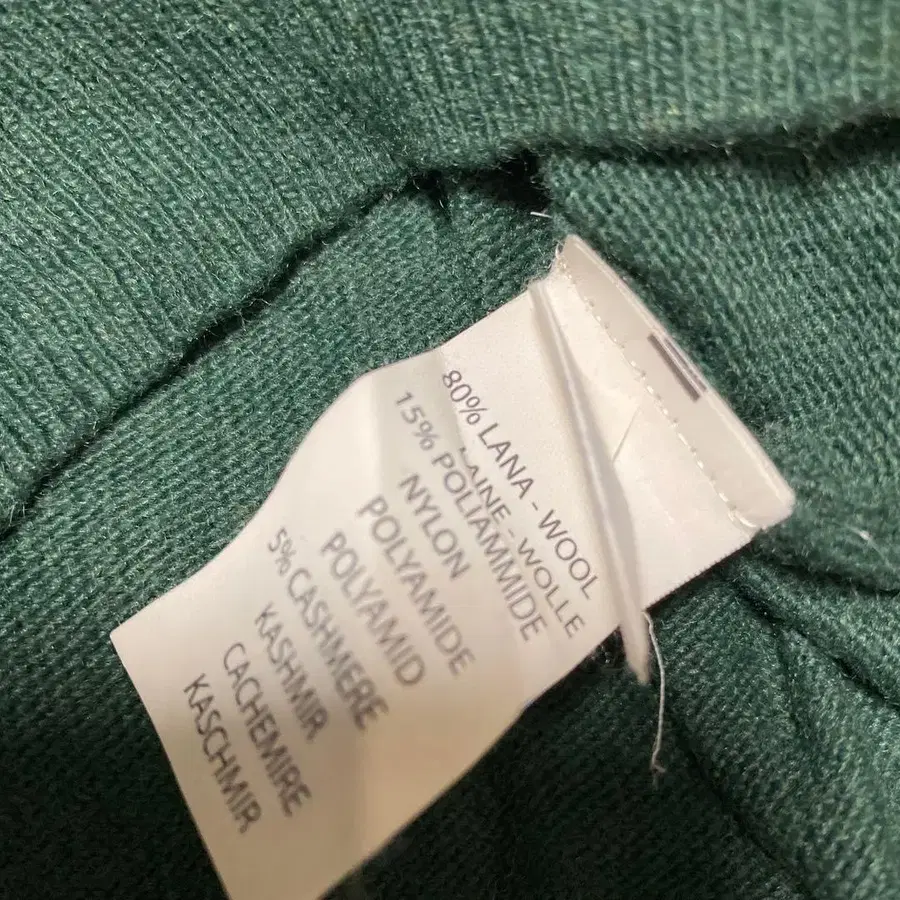 80% LANA - WOOL
LAINE - WOLLE
15% POLIAMMIDE
NYLON
POLYAMIDE
POLYAMID
5% CASHMERE
KASHMIR
CACHEMIRE
KASCHMIR